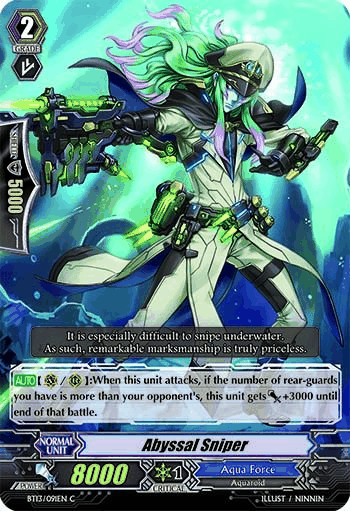 2
GRADE
SHIELD
5000
It is especially difficult to snipe underwater.
As such, remarkable marksmanship is truly priceless.
AUTO [ / ]:When this unit attacks, if the number of rear-guards
you have is more than your opponent's, this unit gets +3000 until
end of that battle.
NORMAL
UNIT
Abyssal Sniper
POWER
8000
1
CRITICAL
Aqua Force
Aquaroid
BT13/091EN C
ILLUST / NINNIN